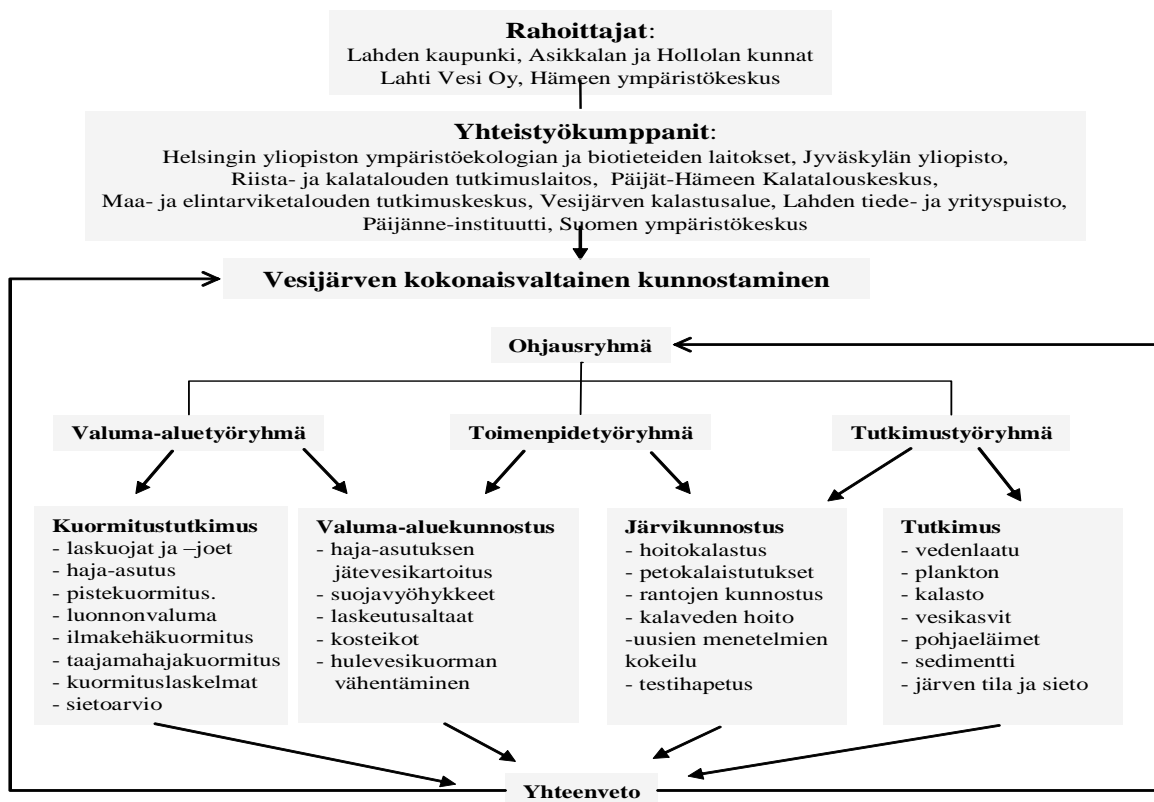 Rahoittajat:
Lahden kaupunki, Asikkalan ja Hollolan kunnat
Lahti Vesi Oy, Hämeen ympäristökeskus
Yhteistyökumppanit:
Helsingin yliopiston ympäristöekologian ja biotieteiden laitokset, Jyväskylän yliopisto,
Riista- ja kalatalouden tutkimuslaitos, Päijät-Hämeen Kalatalouskeskus,
Maa- ja elintarviketalouden tutkimuskeskus, Vesijärven kalastusalue, Lahden tiede- ja yrityspuisto,
Päijänne-instituutti, Suomen ympäristökeskus
Vesijärven kokonaisvaltainen kunnostaminen
Ohjausryhmä
Valuma-aluetyöryhmä
Toimenpidetyöryhmä
Tutkimustyöryhmä
Kuormitustutkimus
- laskuojat ja –joet
- haja-asutus
- pistekuormitus.
- luonnonvaluma
- ilmakehäkuormitus
- taajamahajakuormitus
- kuormituslaskelmat
- sietoarvio
Valuma-aluekunnostus
- haja-asutuksen
jätevesikartoitus
- suojavyöhykkeet
- laskeutusaltaat
- kosteikot
- hulevesikuorman
vähentäminen
Järvikunnostus
- hoitokalastus
- petokalaistutukset
- rantojen kunnostus
- kalaveden hoito
-uusien menetelmien
kokeilu
- testihapetus
Tutkimus
- vedenlaatu
- plankton
- kalasto
- vesikasvit
- pohjaeläimet
- sedimentti
- järven tila ja sieto
Yhteenveto